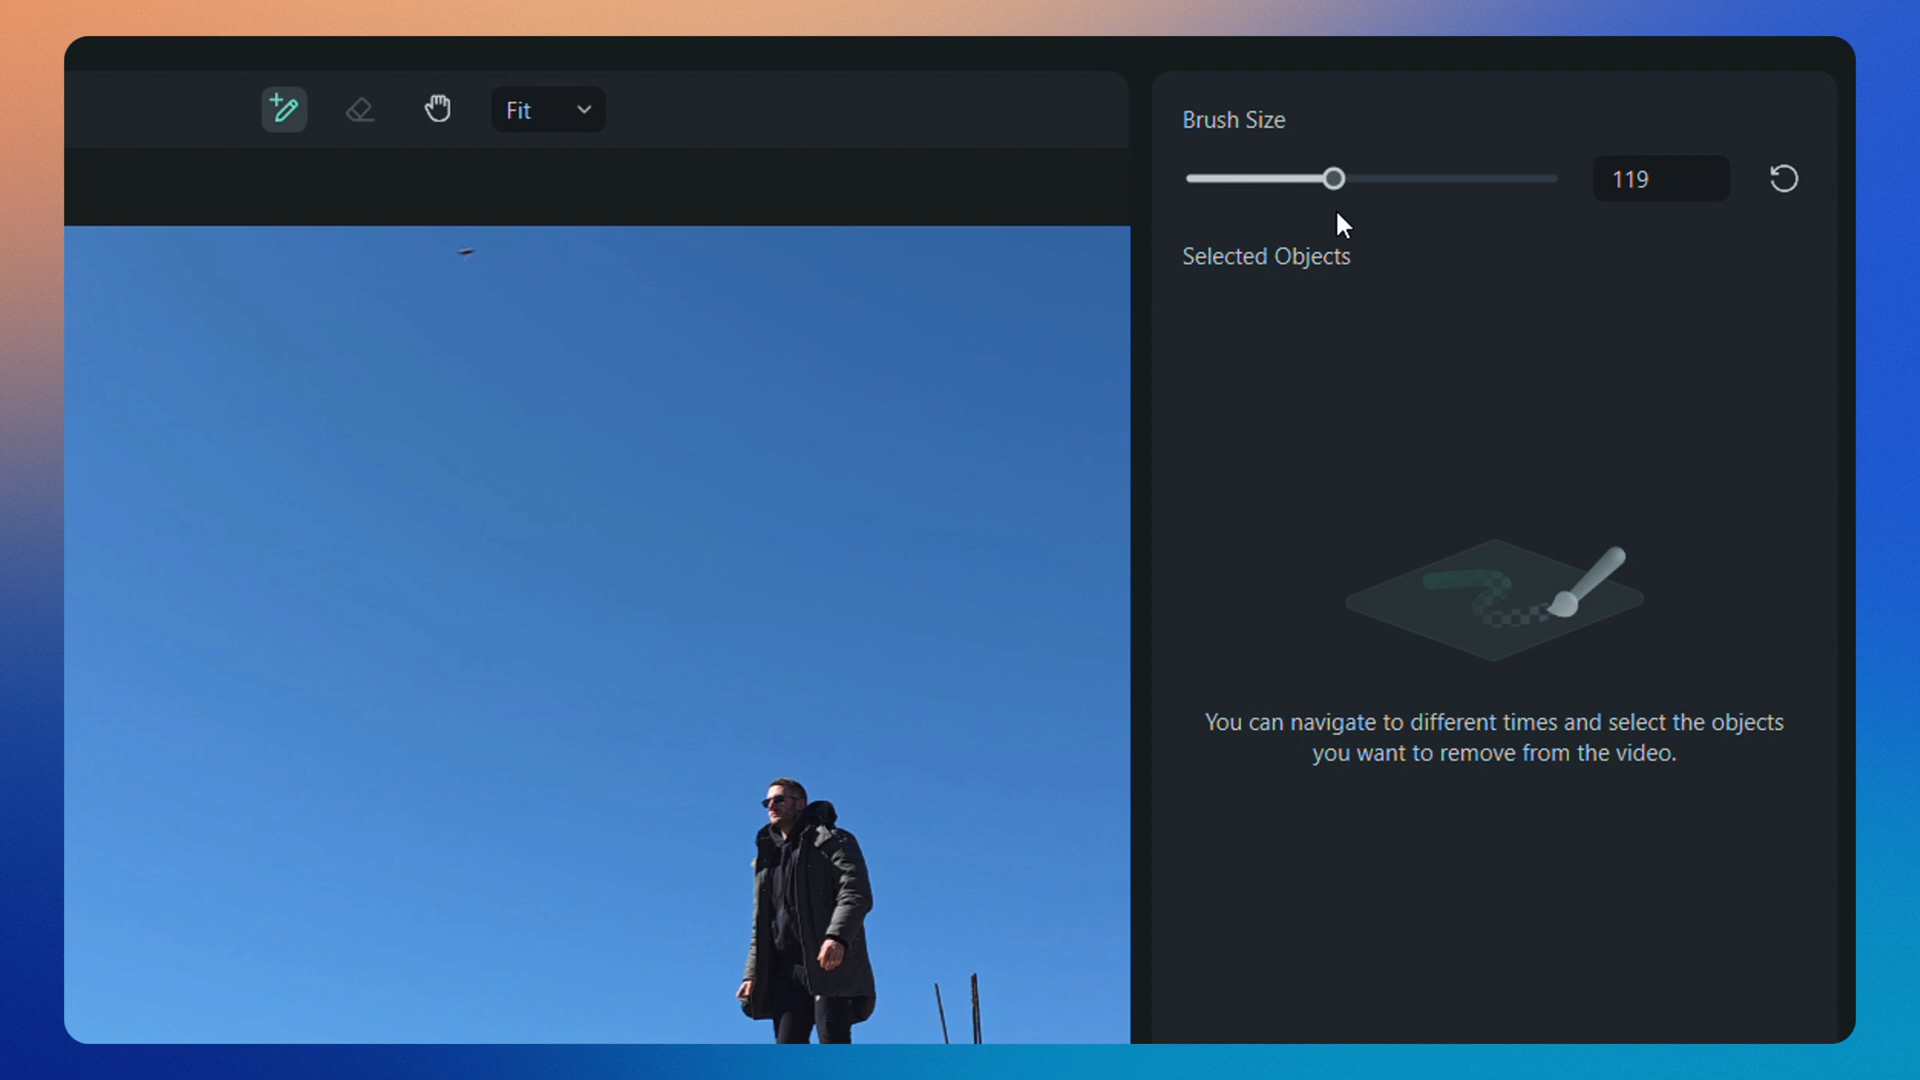 Fit
Brush Size
119
Selected Objects
You can navigate to different times and select the objects
you want to remove from the video.